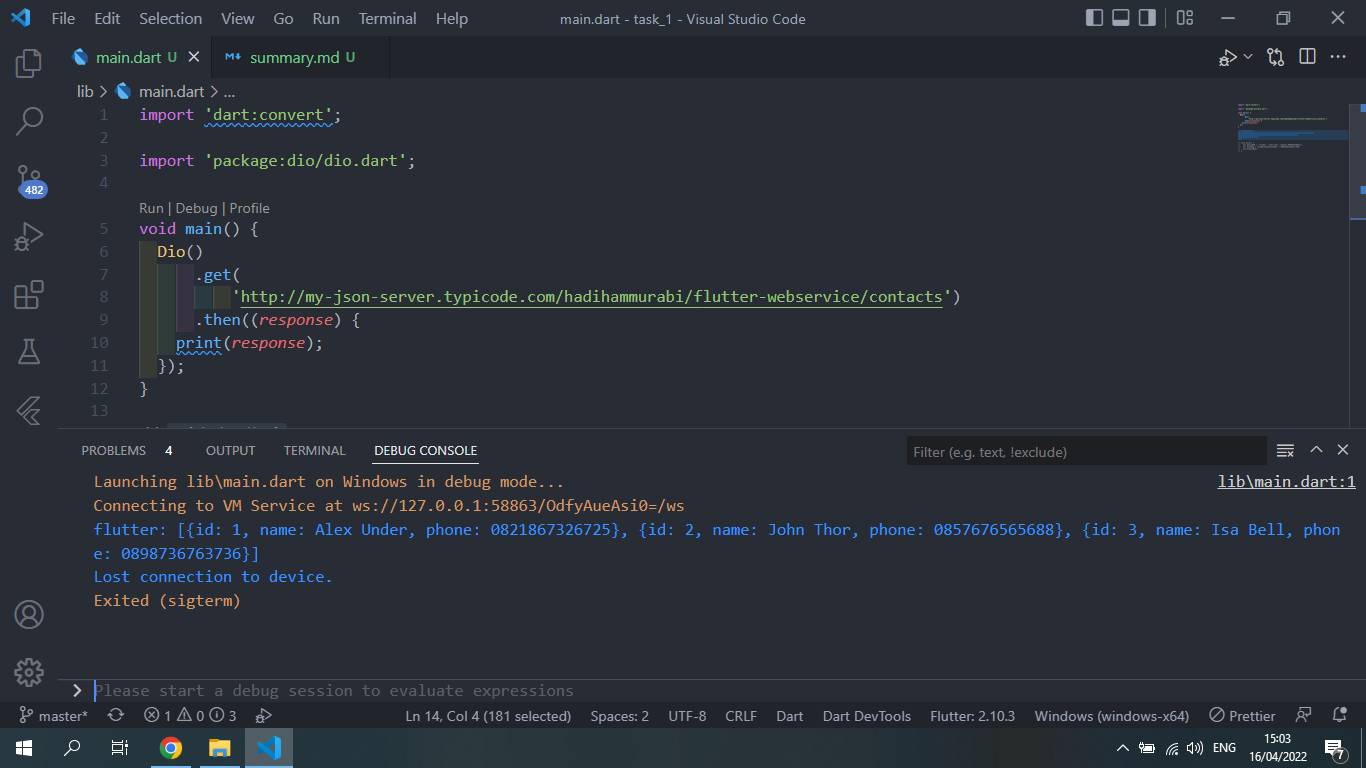 File Edit Selection View Go Run Terminal Help main.dart - task_1 - Visual Studio Code
main.dart U summary.md U
lib > main.dart > ...
1 import 'dart:convert';
2
3 import 'package:dio/dio.dart';
4
Run | Debug | Profile
5 void main() {
6 Dio()
7 .get(
8 'http://my-json-server.typicode.com/hadihammurabi/flutter-webservice/contacts')
9 .then((response) {
10 print(response);
11 });
12 }
13
PROBLEMS 4 OUTPUT TERMINAL DEBUG CONSOLE Filter (e.g. text, !exclude)
Launching lib\main.dart on Windows in debug mode... lib\main.dart:1
Connecting to VM Service at ws://127.0.0.1:58863/OdfyAueAsi0=/ws
flutter: [{id: 1, name: Alex Under, phone: 0821867326725}, {id: 2, name: John Thor, phone: 0857676565688}, {id: 3, name: Isa Bell, phon
e: 0898736763736}]
Lost connection to device.
Exited (sigterm)
Please start a debug session to evaluate expressions
482
master* 1 0 3 Ln 14, Col 4 (181 selected) Spaces: 2 UTF-8 CRLF Dart Dart DevTools Flutter: 2.10.3 Windows (windows-x64) Prettier
ENG 15:03
16/04/2022 7